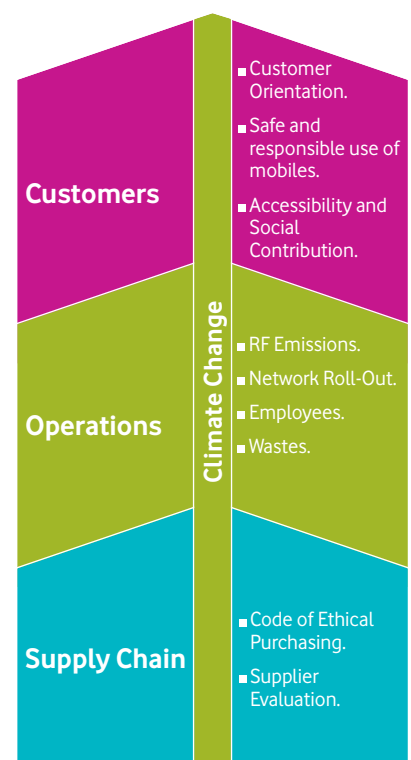 Customers
Customer
Orientation.
Safe and
responsible use of
mobiles.
Accessibility and
Social
Contribution.
Climate Change
Operations
RF Emissions.
Network Roll-Out.
Employees.
Wastes.
Supply Chain
Code of Ethical
Purchasing.
Supplier
Evaluation.